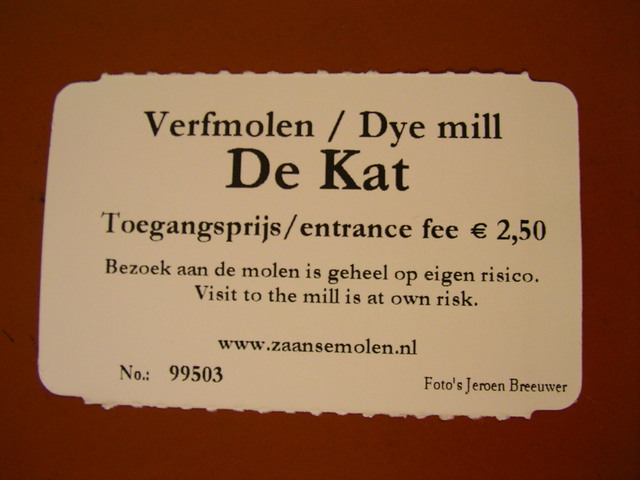 Verfmolen / Dye mill
De Kat
Toegangsprijs/entrance fee € 2,50
Bezoek aan de molen is geheel op eigen risico.
Visit to the mill is at own risk.
www.zaansemolen.nl
No.: 99503
Foto's Jeroen Breeuwer